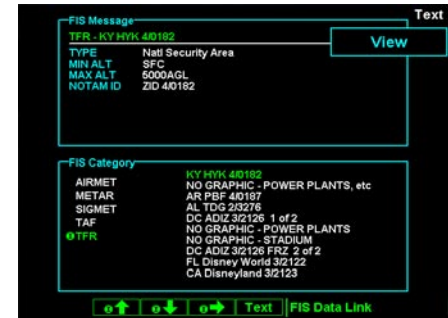 Text
FIS Message
TFR - KY HYK 4/0182
View
TYPE Natl Security Area
MIN ALT SFC
MAX ALT 5000AGL
NOTAM ID ZID 4/0182
FIS Category
AIRMET
METAR
SIGMET
TAF
TFR
KY HYK 4/0182
NO GRAPHIC - POWER PLANTS, etc
AR PBF 4/0187
AL TDG 2/3276
DC ADIZ 3/2126 1 of 2
NO GRAPHIC - POWER PLANTS
NO GRAPHIC - STADIUM
DC ADIZ 3/2126 FRZ 2 of 2
FL Disney World 3/2122
CA Disneyland 3/2123
Text FIS Data Link